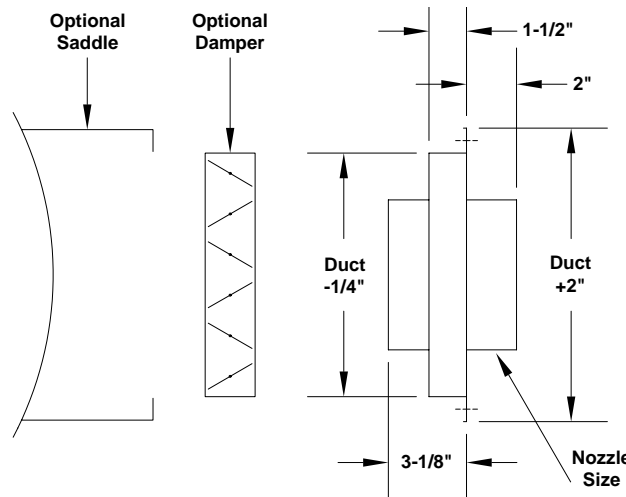 Optional
Saddle
Optional
Damper
1-1/2"
2"
Duct
-1/4"
Duct
+2"
3-1/8"
Nozzle
Size